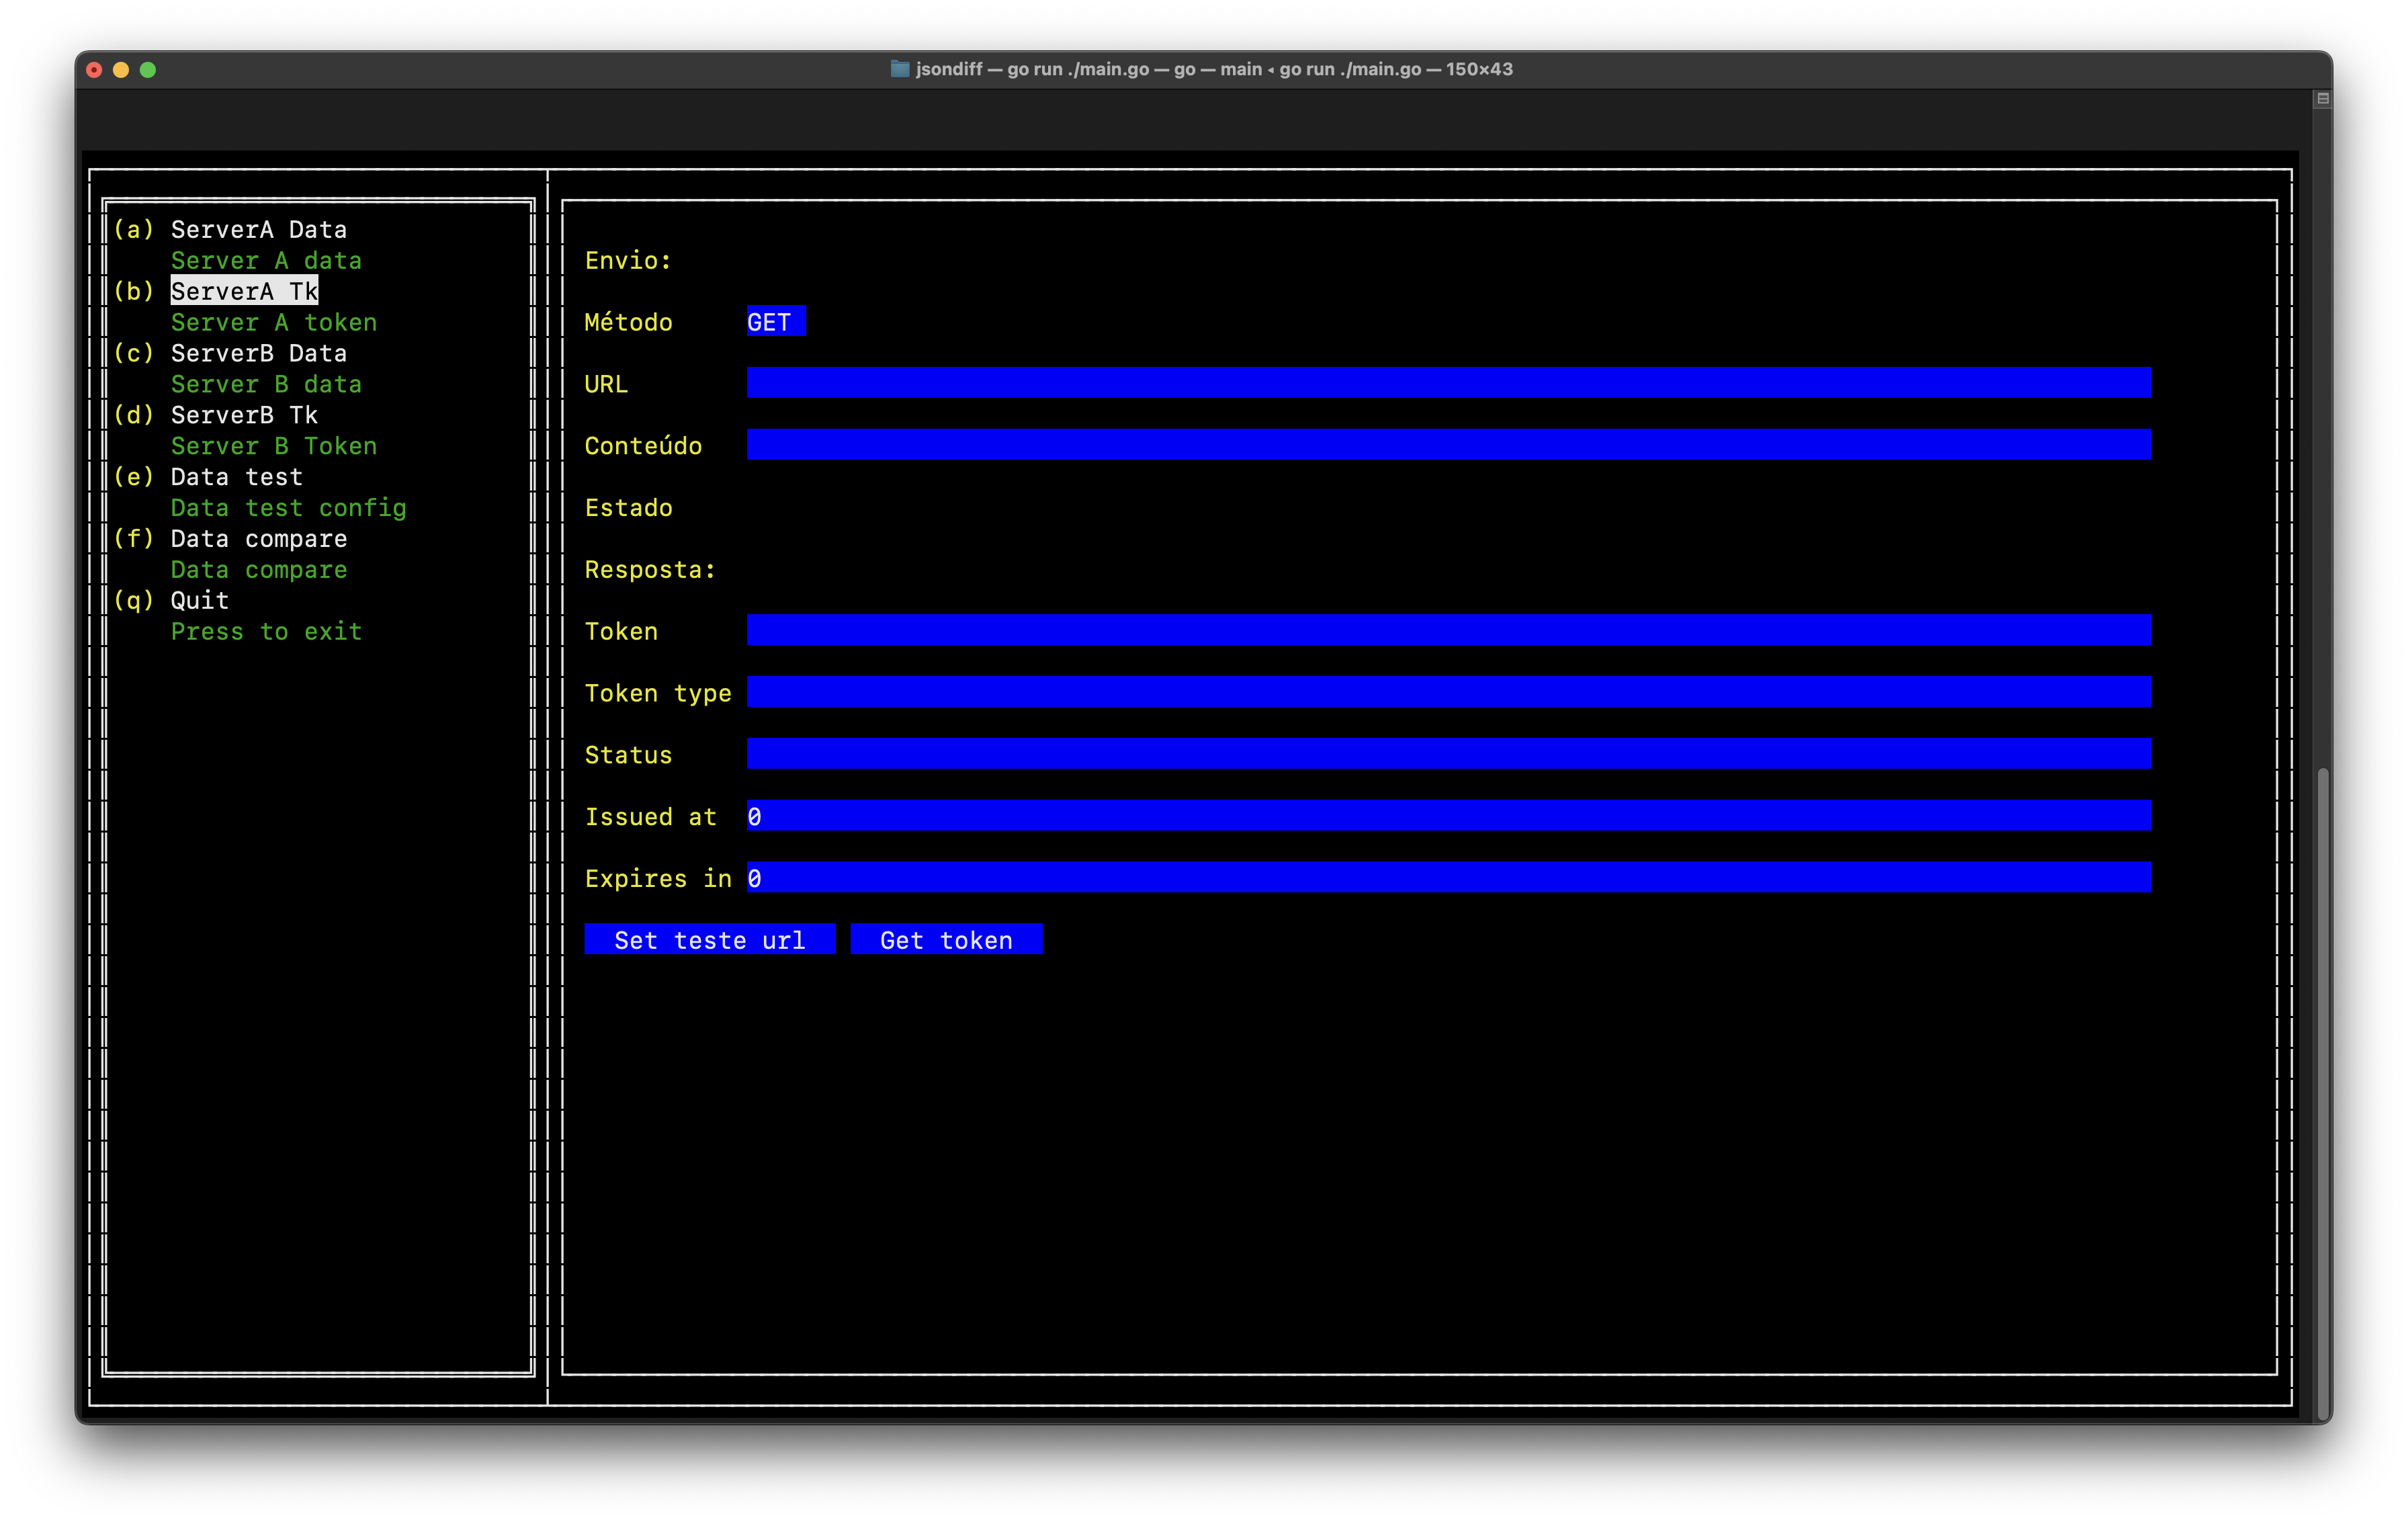 jsondiff — go run ./main.go — go — main ◂ go run ./main.go — 150×43
(a) ServerA Data
Server A data
(b) ServerA Tk
Server A token
(c) ServerB Data
Server B data
(d) ServerB Tk
Server B Token
(e) Data test
Data test config
(f) Data compare
Data compare
(q) Quit
Press to exit
Envio:
Método GET
URL
Conteúdo
Estado
Resposta:
Token
Token type
Status
Issued at 0
Expires in 0
Set teste url Get token